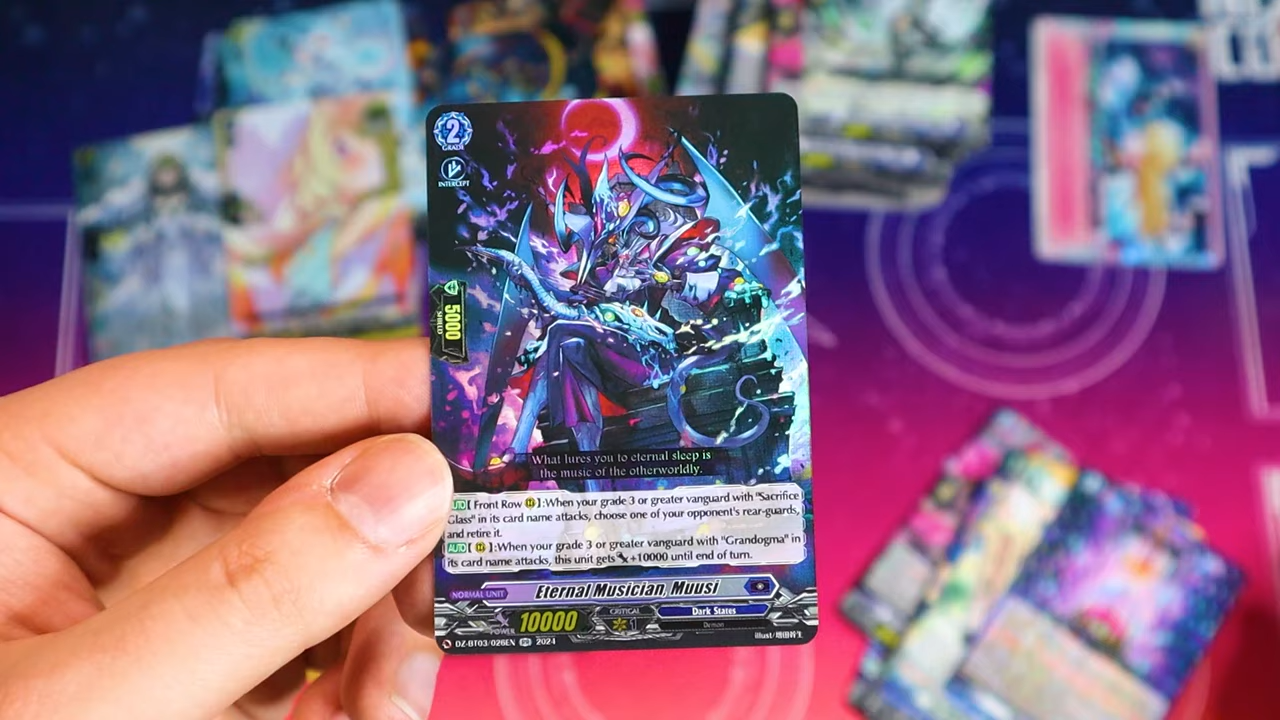 2
GRADE
INTERCEPT
5000
SHIELD
What lures you to eternal sleep is
the music of the otherworldly.
AUTO [ Front Row ]:When your grade 3 or greater vanguard with "Sacrifice
Glass" in its card name attacks, choose one of your opponent's rear-guards,
and retire it.
AUTO [ ]:When your grade 3 or greater vanguard with "Grandogma" in
its card name attacks, this unit gets +10000 until end of turn.
NORMAL UNIT
Eternal Musician, Muusi
POWER 10000
CRITICAL
1
Dark States
Demon
DZ-BT03/026EN RR 2024
illust/増田幹生